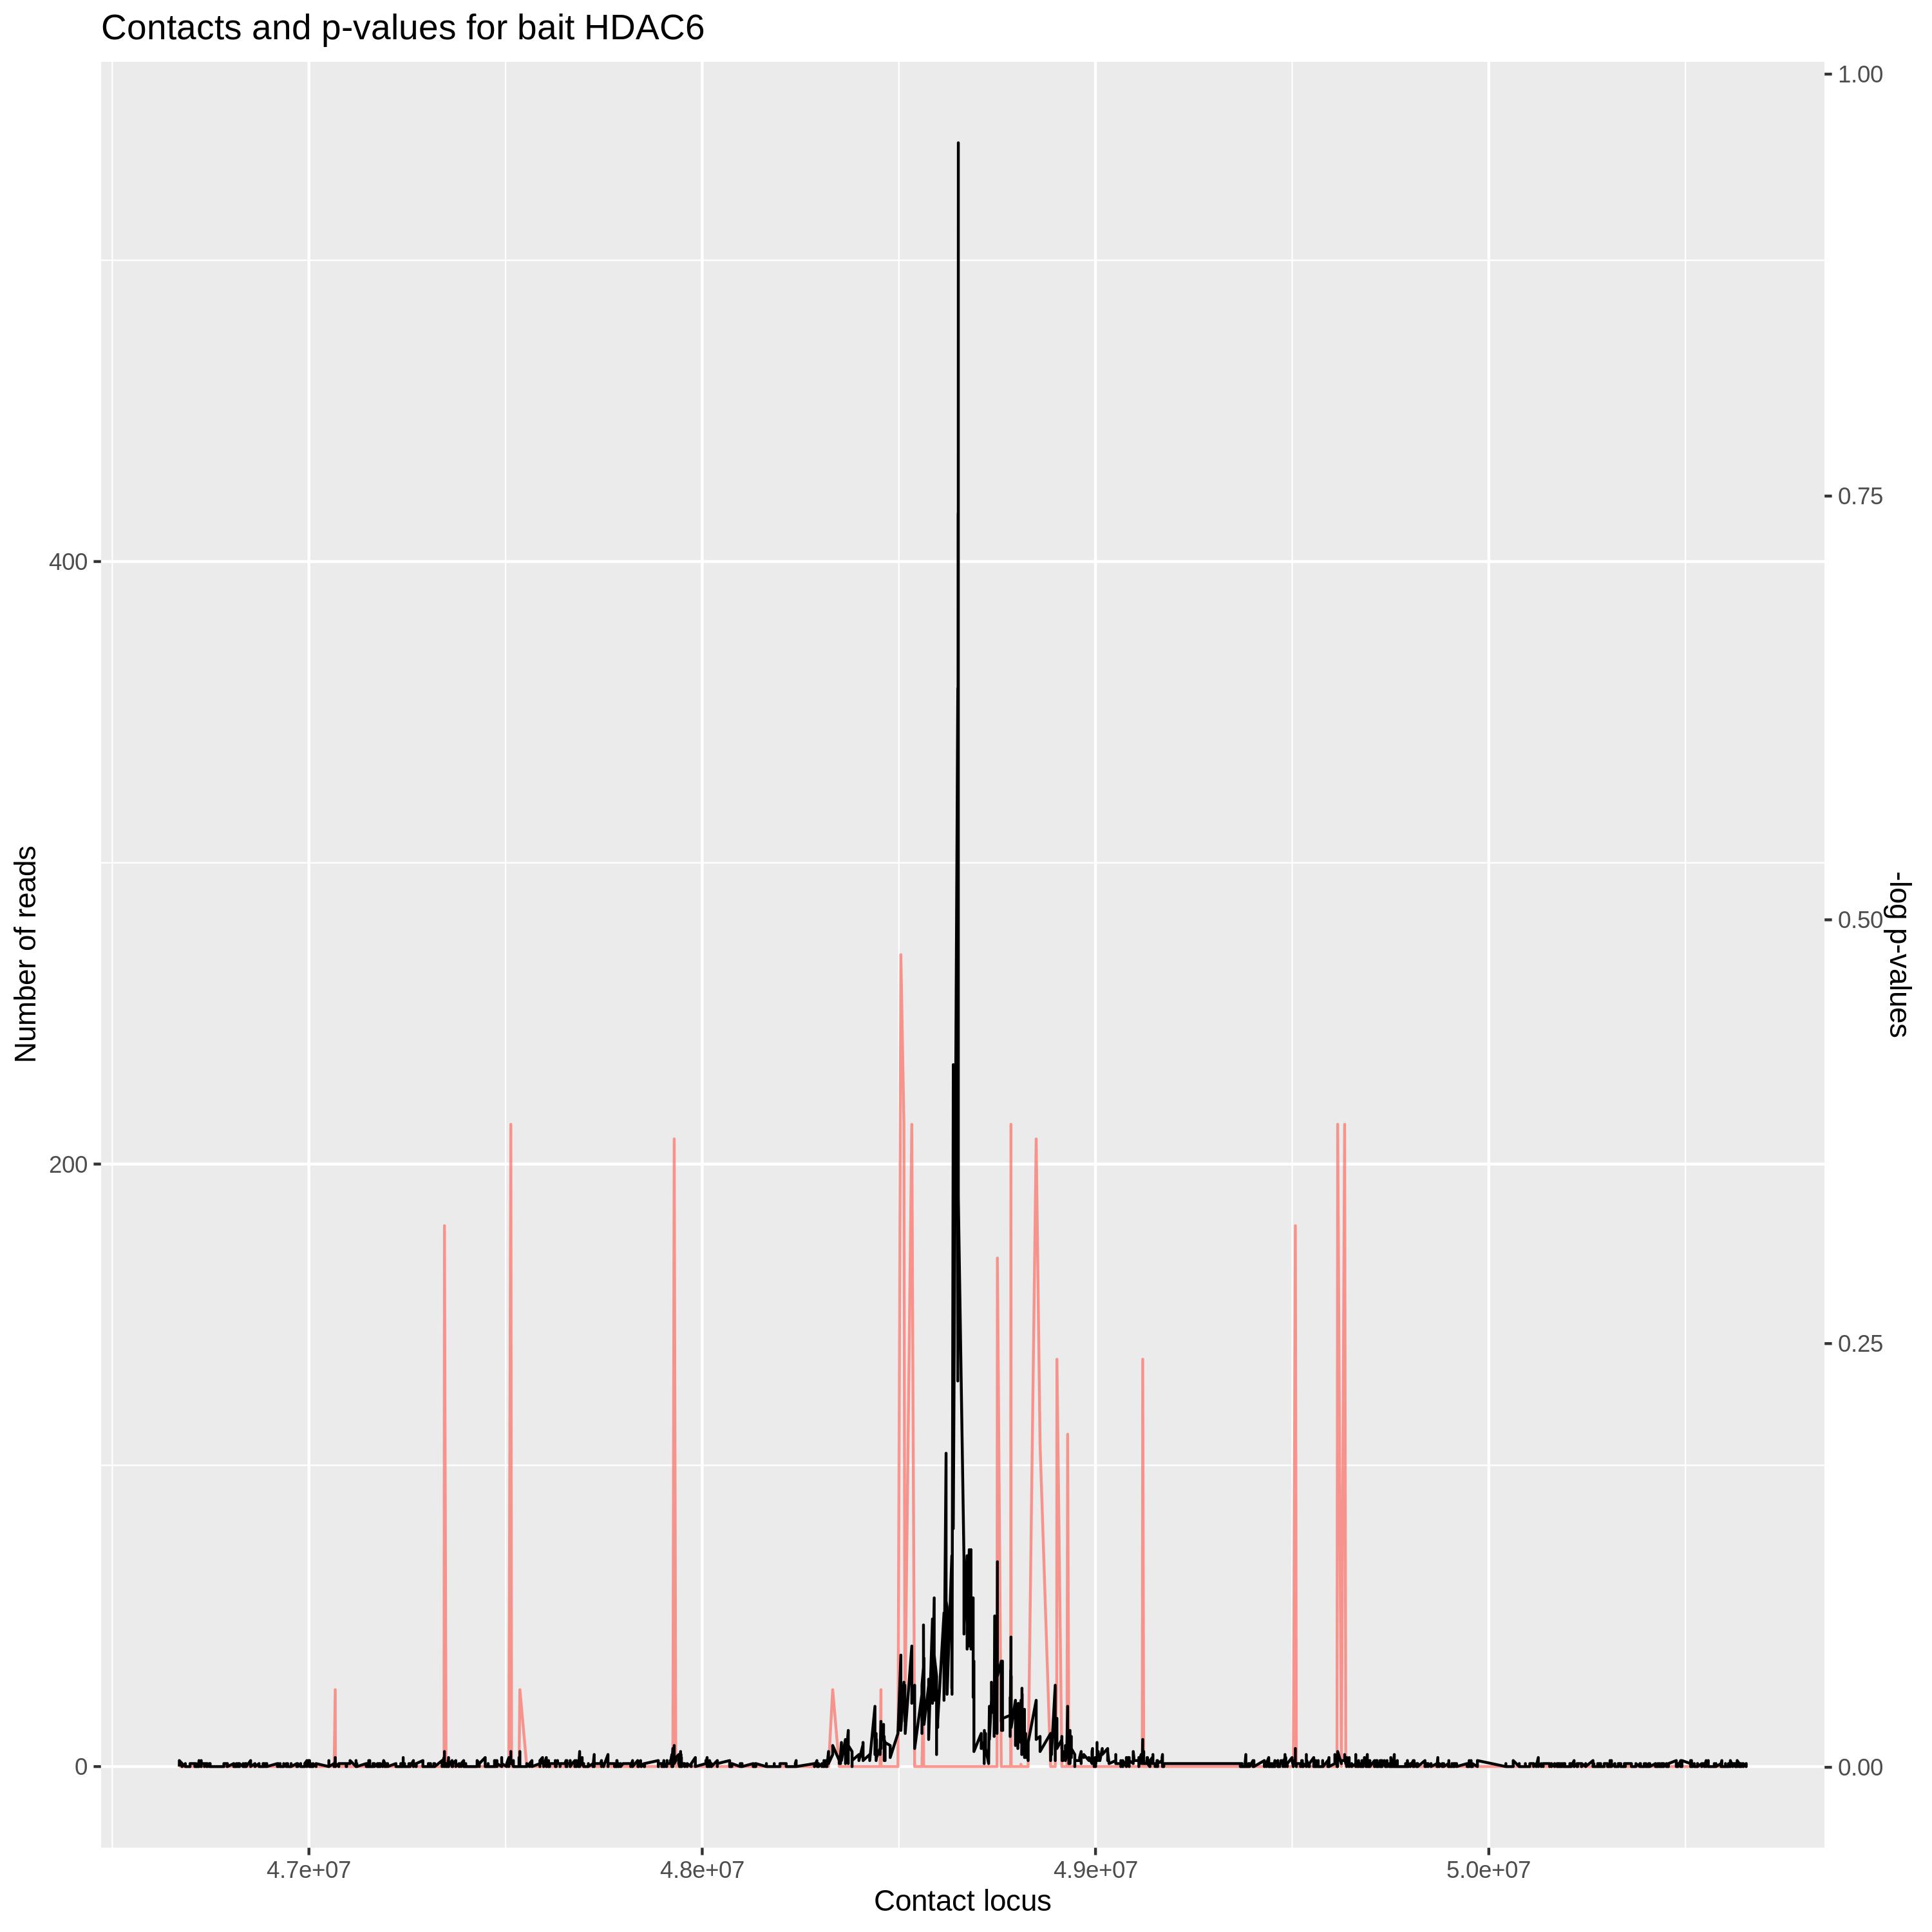 Contacts and p-values for bait HDAC6
Number of reads
400
200
0
1.00
0.75
0.50
0.25
0.00
-log p-values
4.7e+07
4.8e+07
4.9e+07
5.0e+07
Contact locus